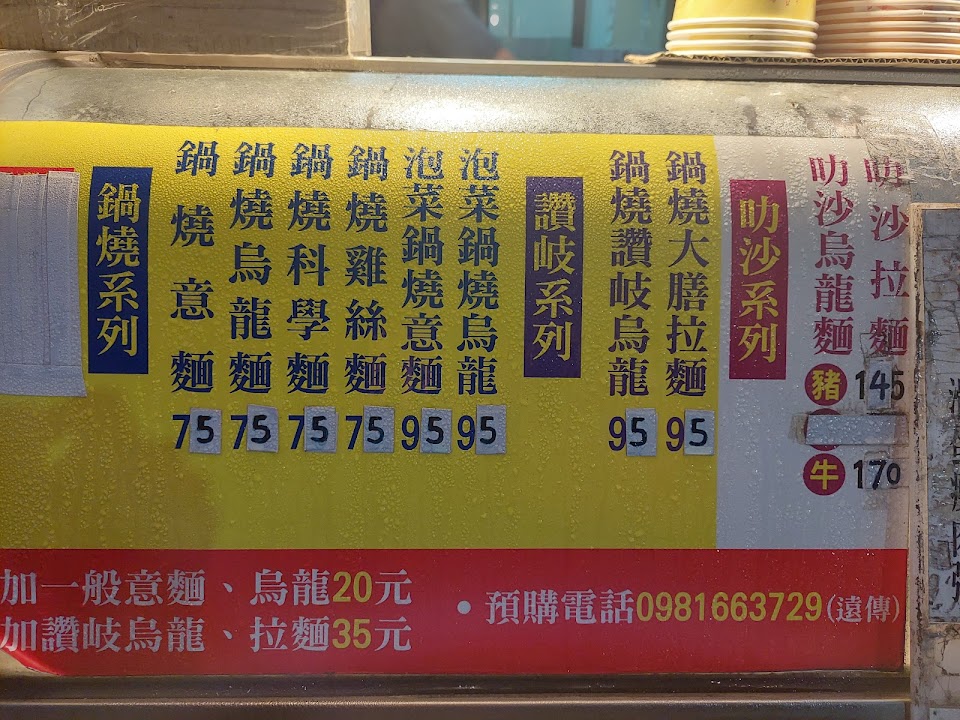 鍋燒系列
鍋燒意麵 75
鍋燒烏龍麵 75
鍋燒科學麵 75
鍋燒雞絲麵 75
泡菜鍋燒意麵 95
泡菜鍋燒烏龍 95
讚岐系列
鍋燒讚岐烏龍 95
鍋燒大膳拉麵 95
叻沙系列
叻沙烏龍麵
叻沙拉麵
豬 145
牛 170
加一般意麵、烏龍20元
加讚岐烏龍、拉麵35元
•預購電話0981663729(遠傳)